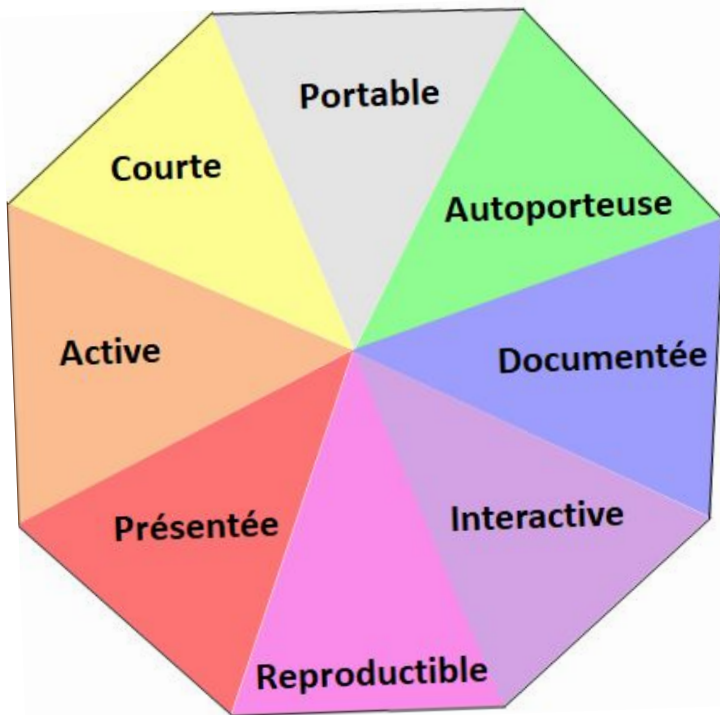 Portable
Courte
Autoporteuse
Active
Documentée
Présentée
Interactive
Reproductible